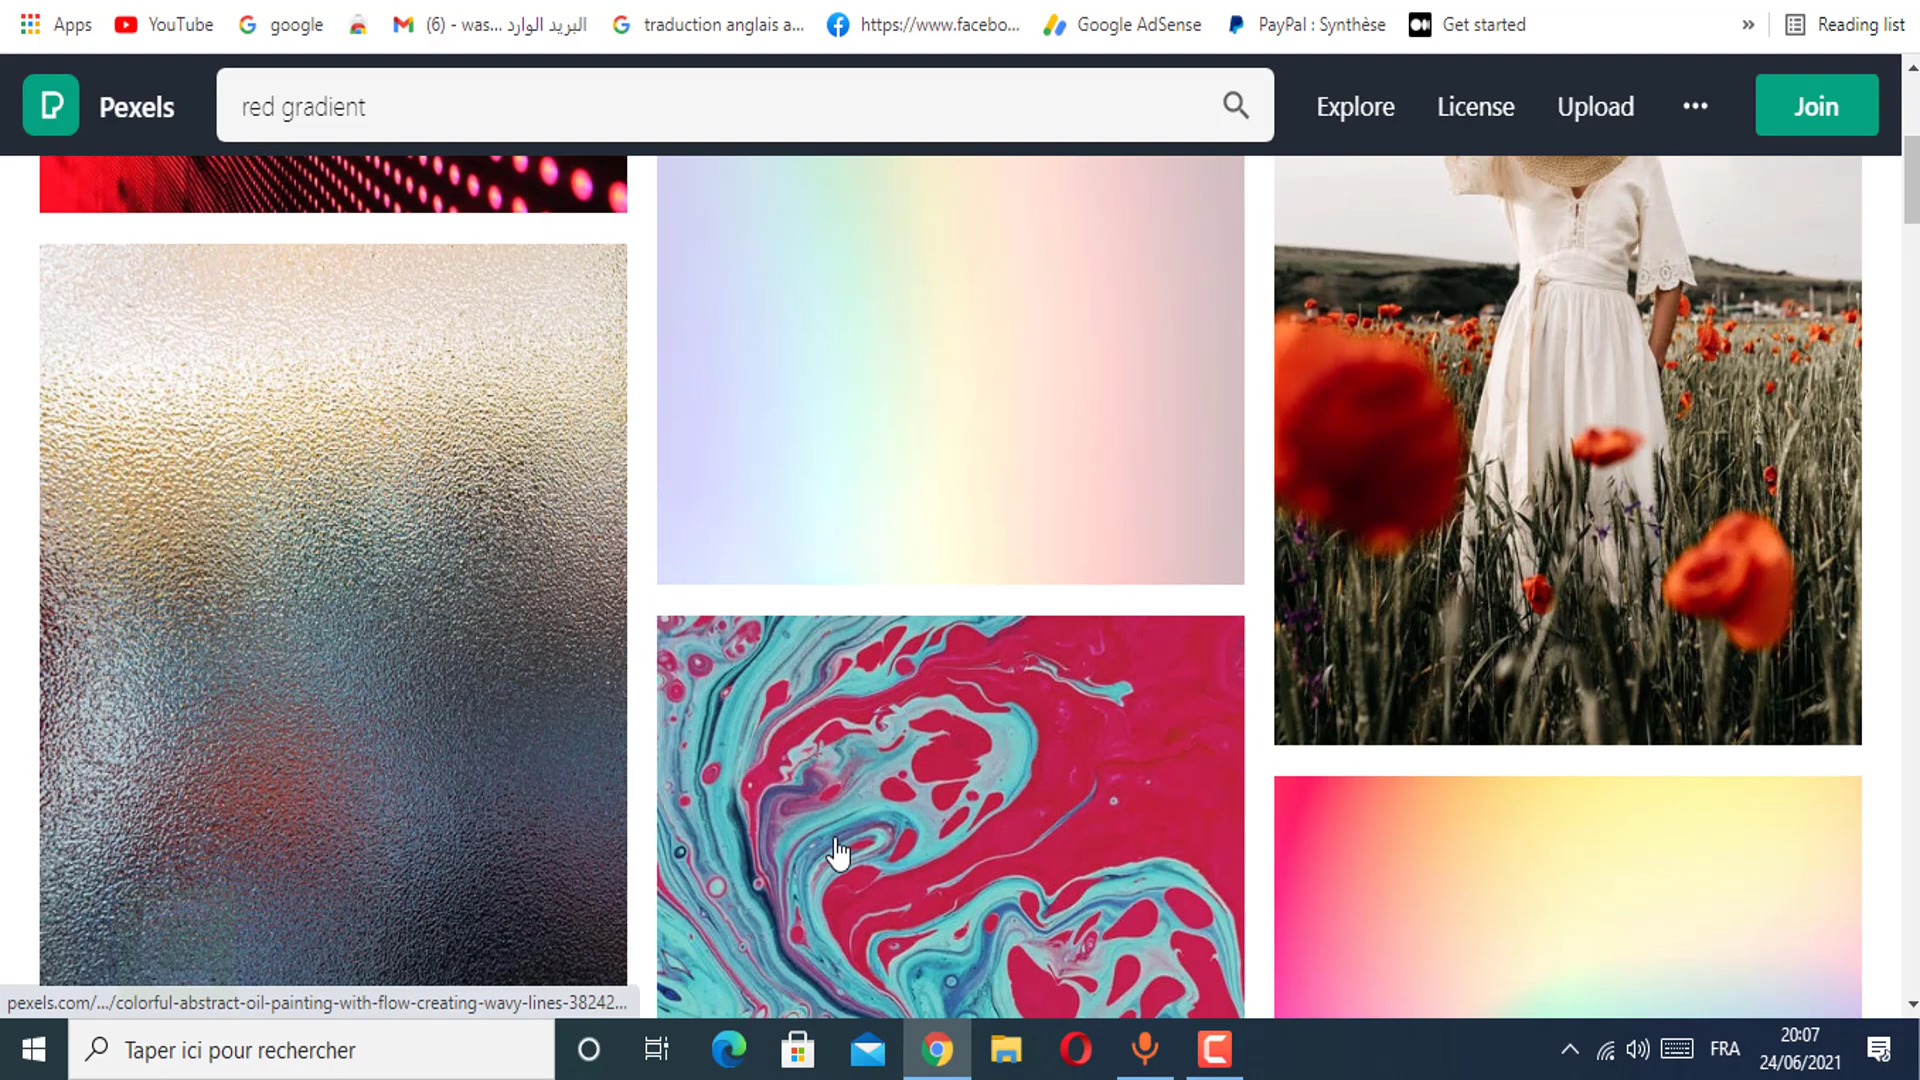 Apps YouTube google (6) - was... البريد الوارد traduction anglais a... https://www.facebo... Google AdSense PayPal : Synthèse Get started » Reading list
Pexels red gradient Explore License Upload ••• Join
pexels.com/.../colorful-abstract-oil-painting-with-flow-creating-wavy-lines-38242...
Taper ici pour rechercher FRA 20:07
24/06/2021